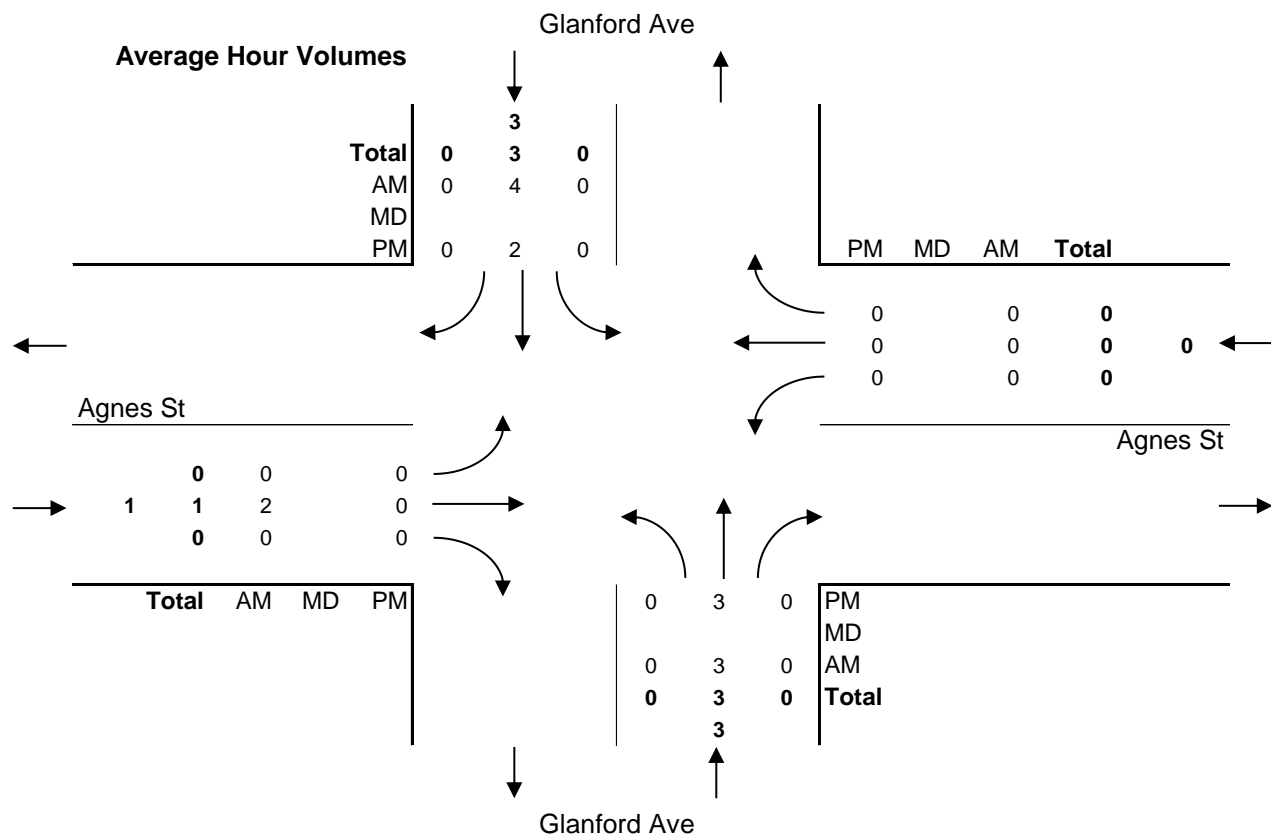 Glanford Ave
Average Hour Volumes
3
Total 0 3 0
AM 0 4 0
MD
PM 0 2 0
PM MD AM Total
0 0 0
0 0 0 0
0 0 0
Agnes St
Agnes St
0 0 0
1 1 2 0
0 0 0
Total AM MD PM
0 3 0 PM
MD
0 3 0 AM
0 3 0 Total
3
Glanford Ave